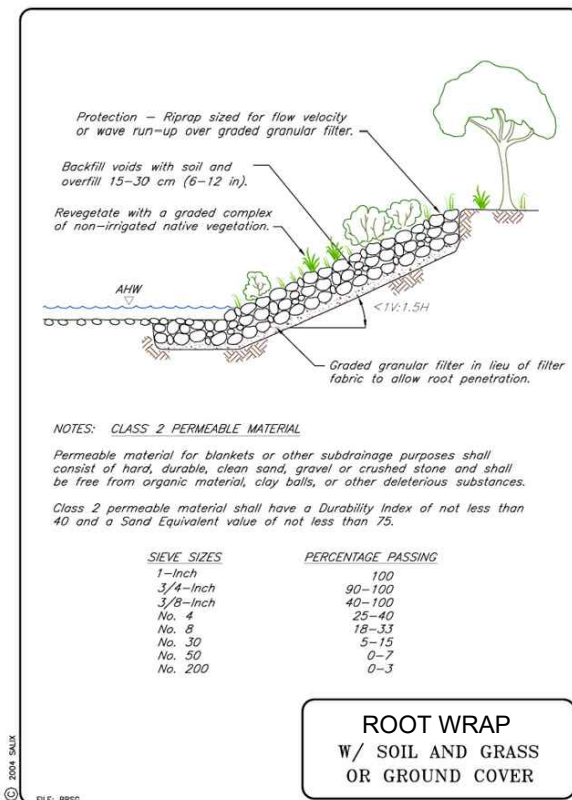 Protection – Riprap sized for flow velocity
or wave run-up over graded granular filter.
Backfill voids with soil and
overfill 15-30 cm (6-12 in).
Revegetate with a graded complex
of non-irrigated native vegetation.
AHW
<1V:1.5H
Graded granular filter in lieu of filter
fabric to allow root penetration.
NOTES: CLASS 2 PERMEABLE MATERIAL
Permeable material for blankets or other subdrainage purposes shall
consist of hard, durable, clean sand, gravel or crushed stone and shall
be free from organic material, clay balls, or other deleterious substances.
Class 2 permeable material shall have a Durability Index of not less than
40 and a Sand Equivalent value of not less than 75.
SIEVE SIZES PERCENTAGE PASSING
1-Inch 100
3/4-Inch 90-100
3/8-Inch 40-100
No. 4 25-40
No. 8 18-33
No. 30 5-15
No. 50 0-7
No. 200 0-3
ROOT WRAP
W/ SOIL AND GRASS
OR GROUND COVER
© 2004 SALIX
FILE: